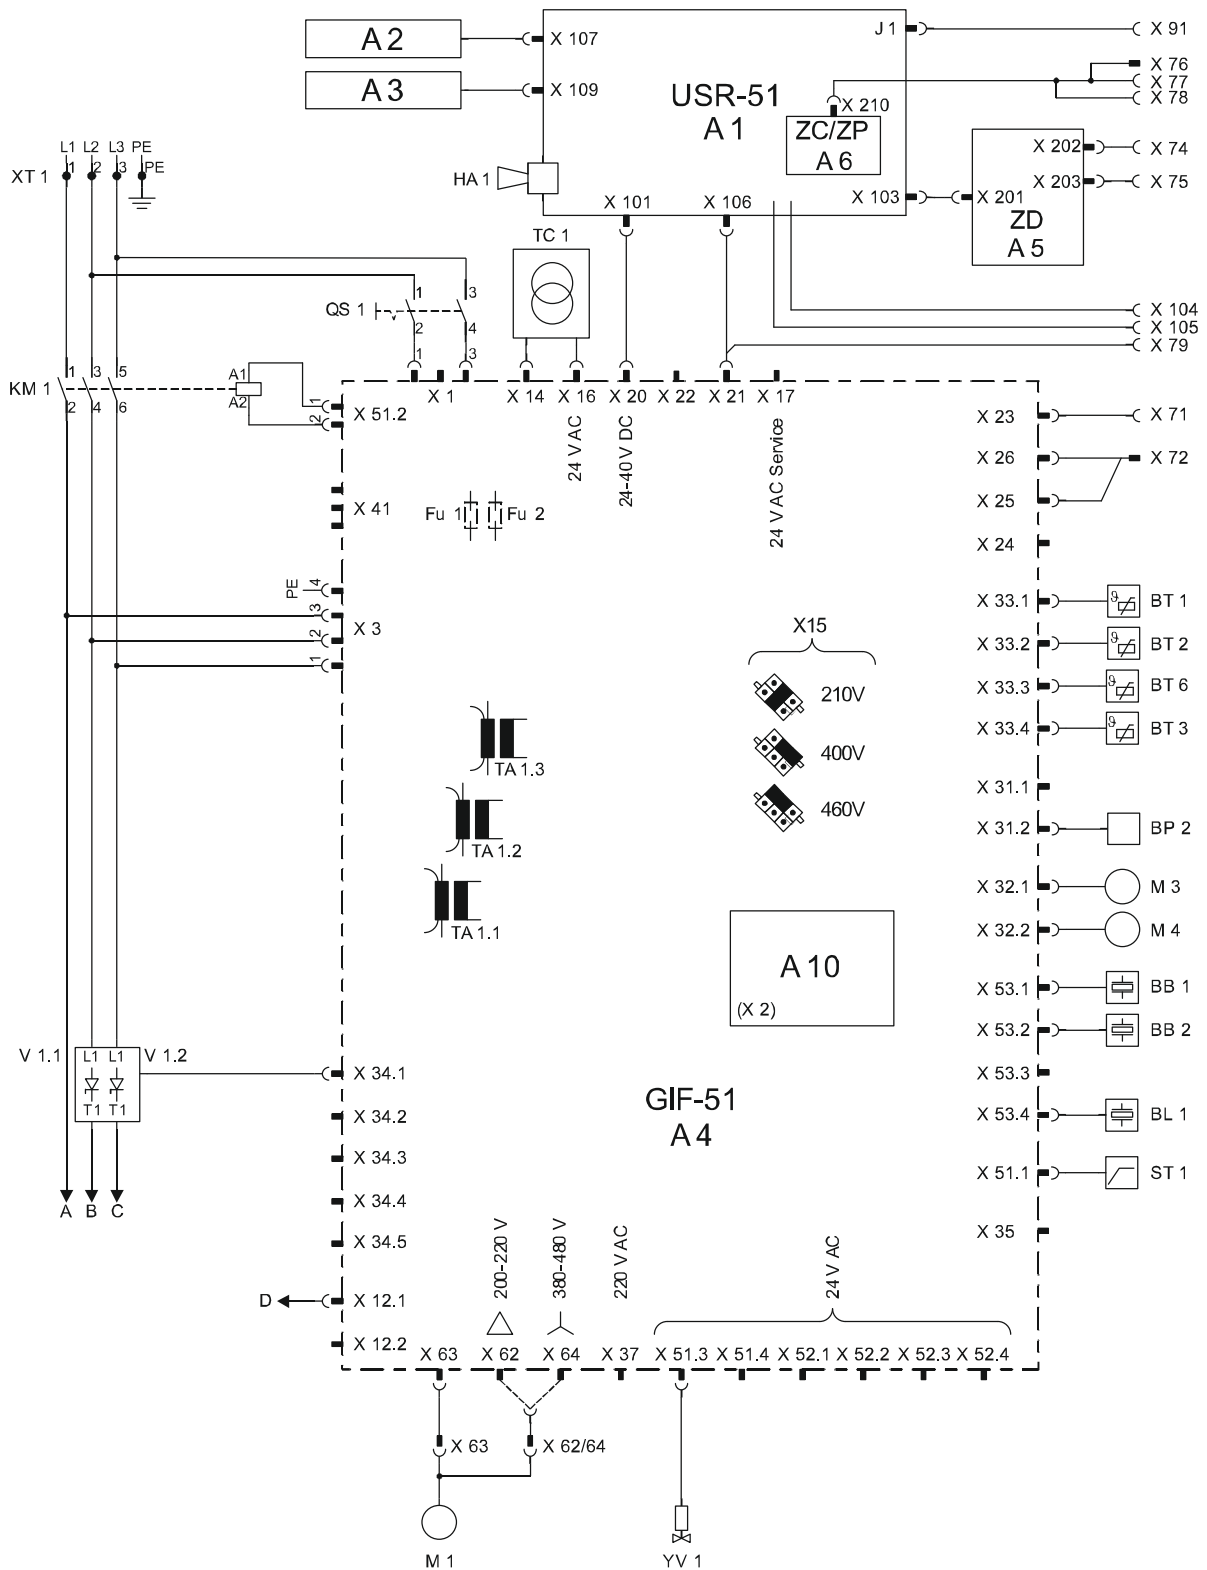 A 2
X 107
A 3
X 109
USR-51
A 1
J 1
X 91
X 76
X 77
X 78
X 210
ZC/ZP
A 6
HA 1
X 101
X 106
X 103
X 201
X 202
X 203
ZD
A 5
X 74
X 75
L1 L2 L3 PE
1 2 3 PE
XT 1
TC 1
QS 1
1 3
2 4
1 3
X 104
X 105
X 79
KM 1
1 3 5
2 4 6
A1
A2
1
2
X 51.2
X 1
X 14
X 16
X 20
X 22
X 21
X 17
24 V AC
24-40 V DC
24 V AC Service
X 23
X 71
X 26
X 72
X 25
X 24
X 41
Fu 1
Fu 2
PE
4
3
2
1
X 3
X15
210V
400V
460V
TA 1.3
TA 1.2
TA 1.1
X 33.1
BT 1
X 33.2
BT 2
X 33.3
BT 6
X 33.4
BT 3
ϑ
ϑ
ϑ
ϑ
X 31.1
X 31.2
BP 2
X 32.1
M 3
X 32.2
M 4
A 10
(X 2)
X 53.1
BB 1
X 53.2
BB 2
X 53.3
X 53.4
BL 1
X 51.1
ST 1
X 35
V 1.1
L1 L1
V 1.2
T1 T1
A B C
X 34.1
X 34.2
X 34.3
X 34.4
X 34.5
GIF-51
A 4
D
X 12.1
X 12.2
200-220 V
380-480 V
220 V AC
24 V AC
X 63
X 62
X 64
X 37
X 51.3
X 51.4
X 52.1
X 52.2
X 52.3
X 52.4
X 63
X 62/64
M 1
YV 1